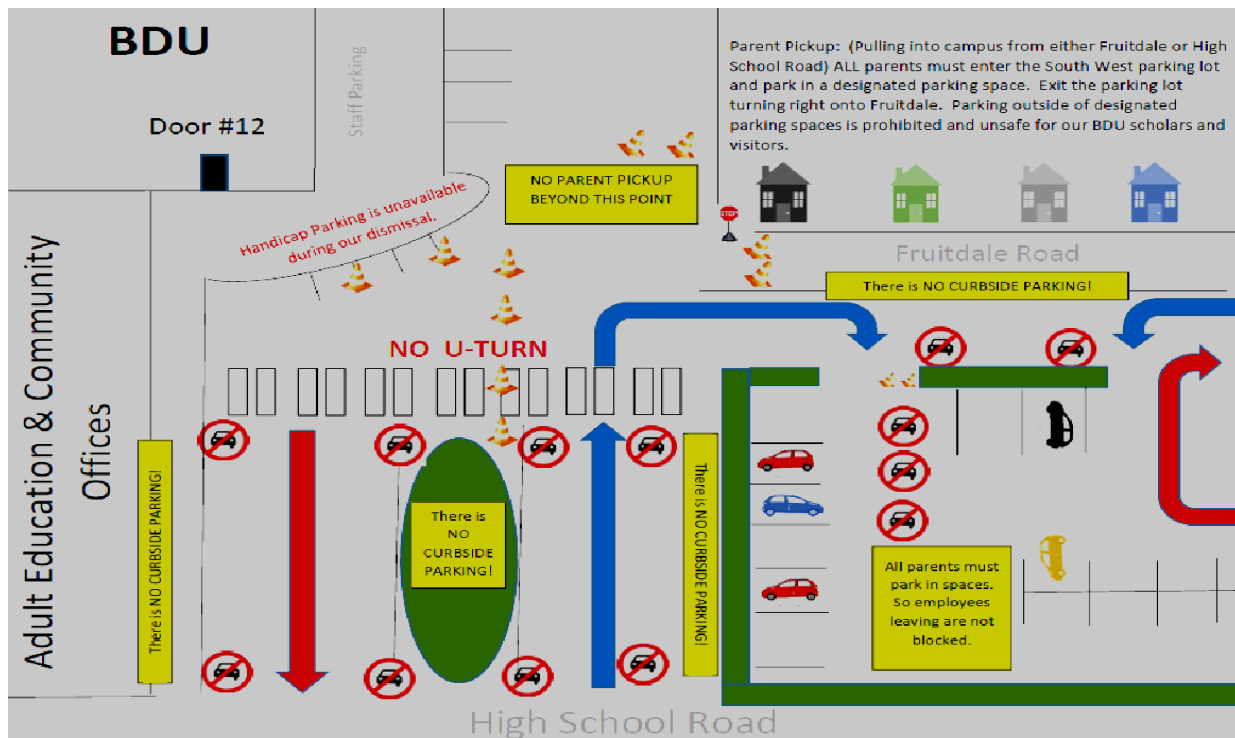 BDU
Door #12
Staff Parking
Parent Pickup:  (Pulling into campus from either Fruitdale or High
School Road) ALL parents must enter the South West parking lot
and park in a designated parking space.  Exit the parking lot
turning right onto Fruitdale.  Parking outside of designated
parking spaces is prohibited and unsafe for our BDU scholars and
visitors.
NO PARENT PICKUP
BEYOND THIS POINT
Handicap Parking is unavailable
during our dismissal.
STOP
Fruitdale Road
There is NO CURBSIDE PARKING!
NO U-TURN
Adult Education & Community
Offices
There is NO CURBSIDE PARKING!
There is
NO
CURBSIDE
PARKING!
There is NO CURBSIDE PARKING!
All parents must
park in spaces.
So employees
leaving are not
blocked.
High School Road